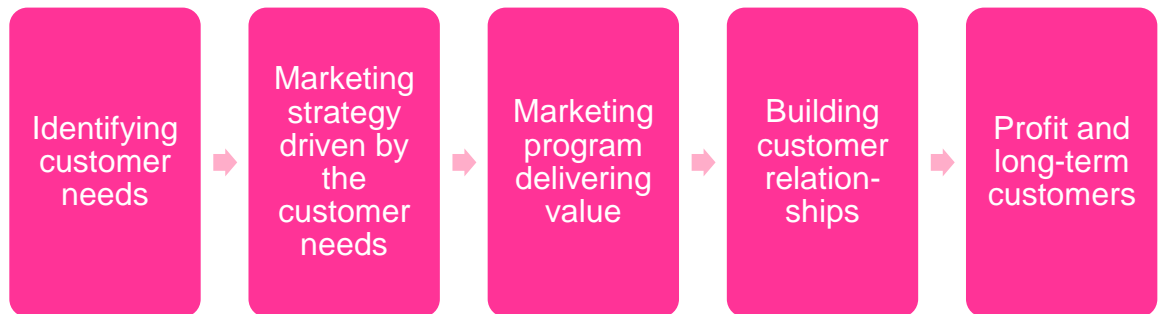 Identifying
customer
needs
Marketing
strategy
driven by
the
customer
needs
Marketing
program
delivering
value
Building
customer
relation-
ships
Profit and
long-term
customers